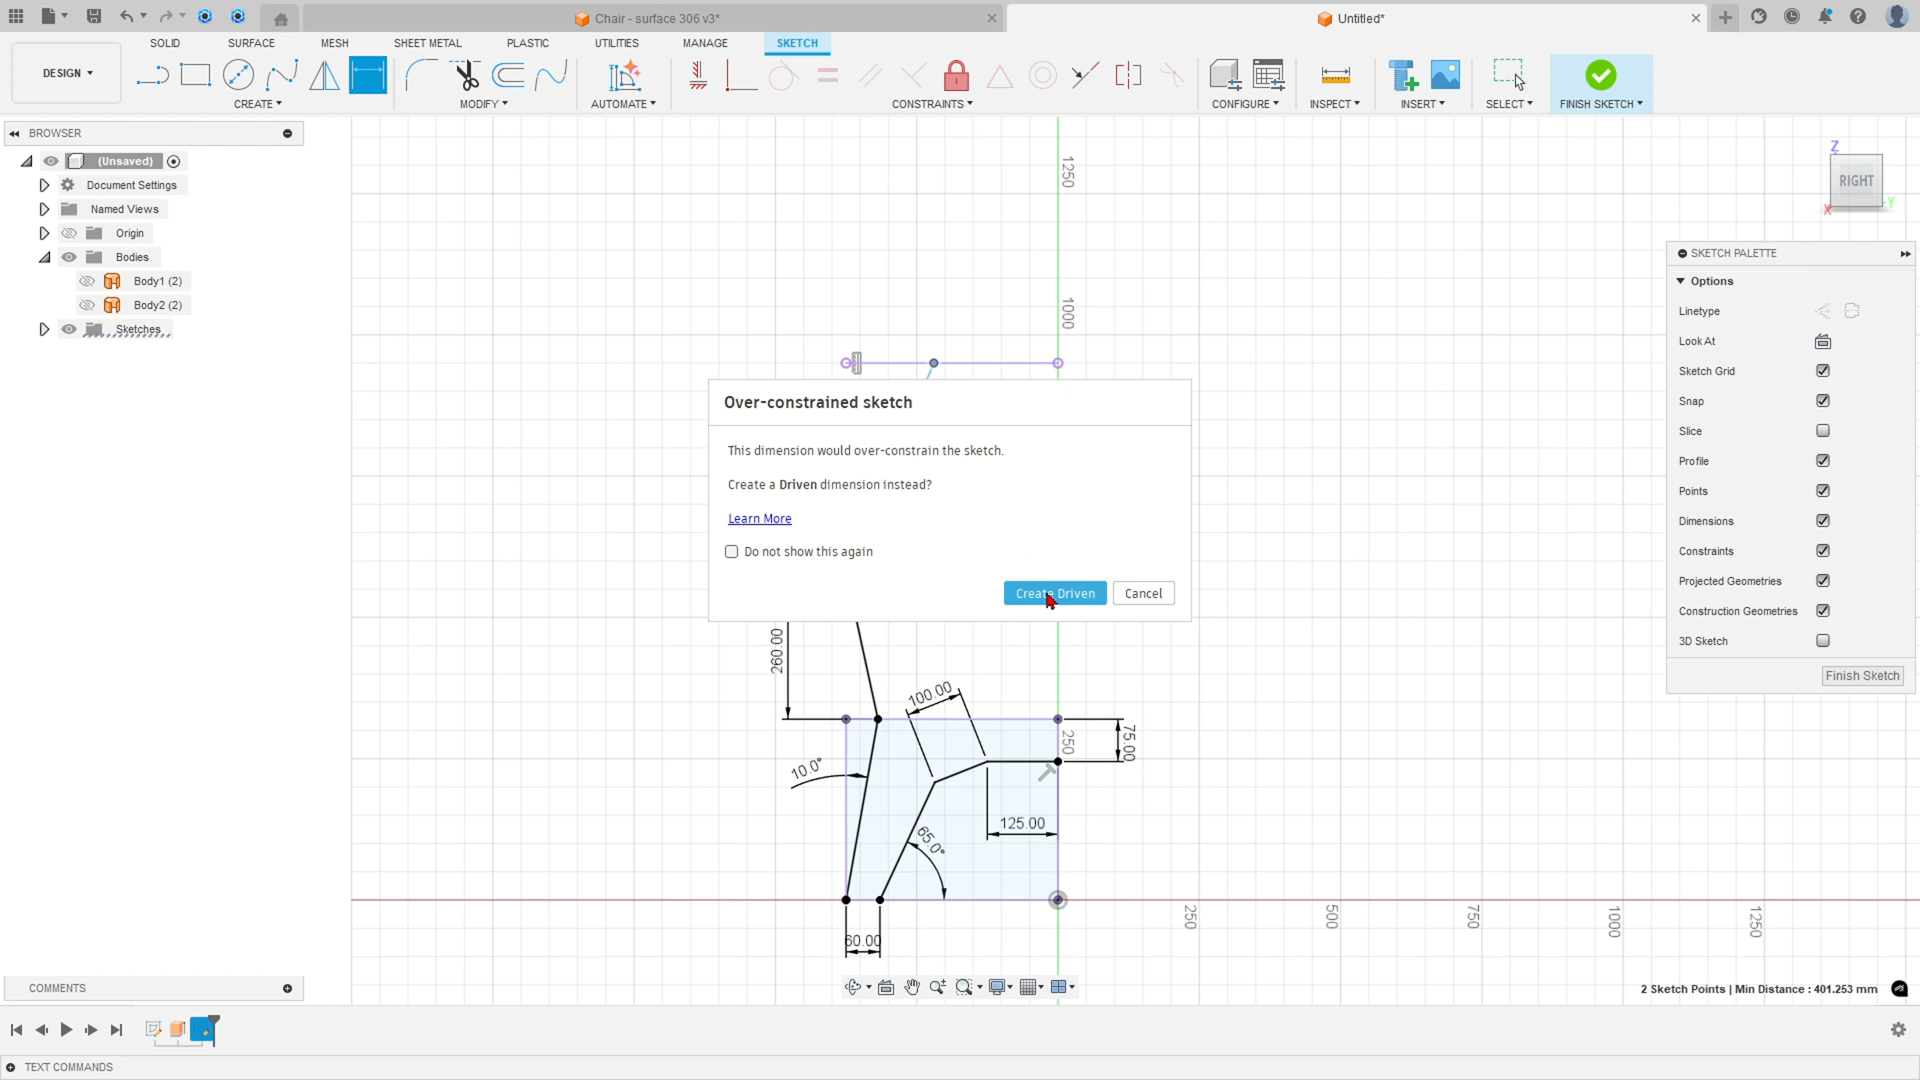 Chair - surface 306 v3*
Untitled*
SOLID
SURFACE
MESH
SHEET METAL
PLASTIC
UTILITIES
MANAGE
SKETCH
DESIGN
CREATE
MODIFY
AUTOMATE
CONSTRAINTS
CONFIGURE
INSPECT
INSERT
SELECT
FINISH SKETCH
BROWSER
(Unsaved)
Document Settings
Named Views
Origin
Bodies
Body1 (2)
Body2 (2)
Sketches
1250
1000
Z
RIGHT
X
Y
SKETCH PALETTE
Options
Linetype
Look At
Sketch Grid
Snap
Slice
Profile
Points
Dimensions
Constraints
Projected Geometries
Construction Geometries
3D Sketch
Finish Sketch
Over-constrained sketch
This dimension would over-constrain the sketch.
Create a Driven dimension instead?
Learn More
Do not show this again
Create Driven
Cancel
260.00
100.00
250
75.00
10.0°
125.00
65.0°
60.00
250
500
750
1000
1250
COMMENTS
2 Sketch Points | Min Distance : 401.253 mm
TEXT COMMANDS